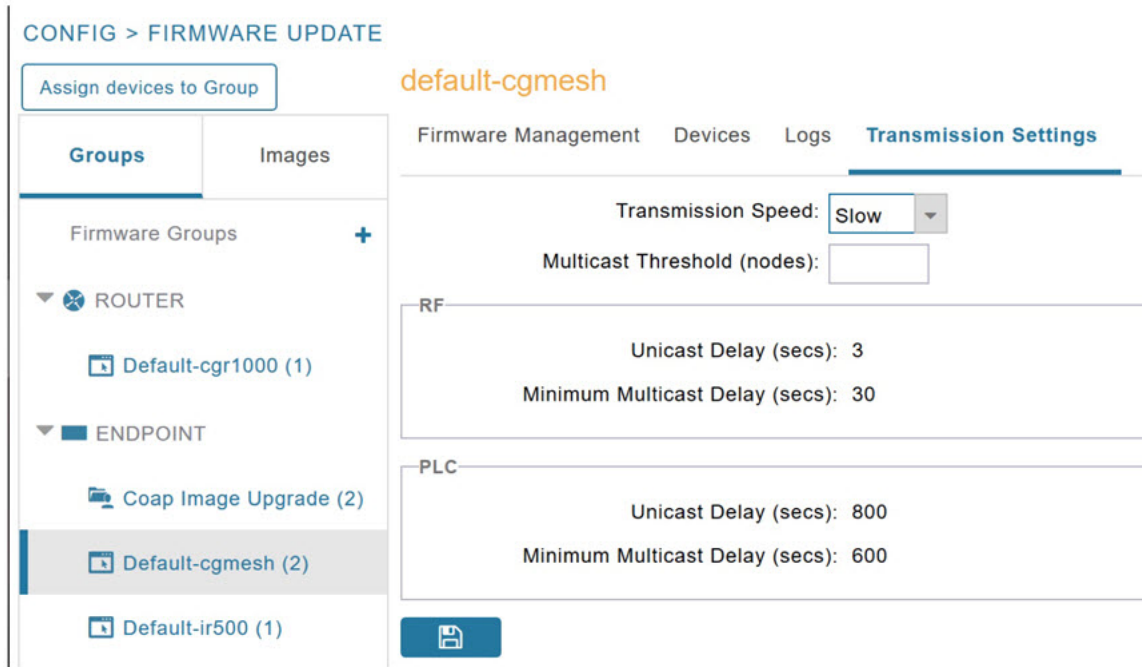 CONFIG > FIRMWARE UPDATE
Assign devices to Group
Groups
Images
Firmware Groups +
ROUTER
Default-cgr1000 (1)
ENDPOINT
Coap Image Upgrade (2)
Default-cgmesh (2)
Default-ir500 (1)
default-cgmesh
Firmware Management Devices Logs Transmission Settings
Transmission Speed: Slow
Multicast Threshold (nodes):
RF
Unicast Delay (secs): 3
Minimum Multicast Delay (secs): 30
PLC
Unicast Delay (secs): 800
Minimum Multicast Delay (secs): 600